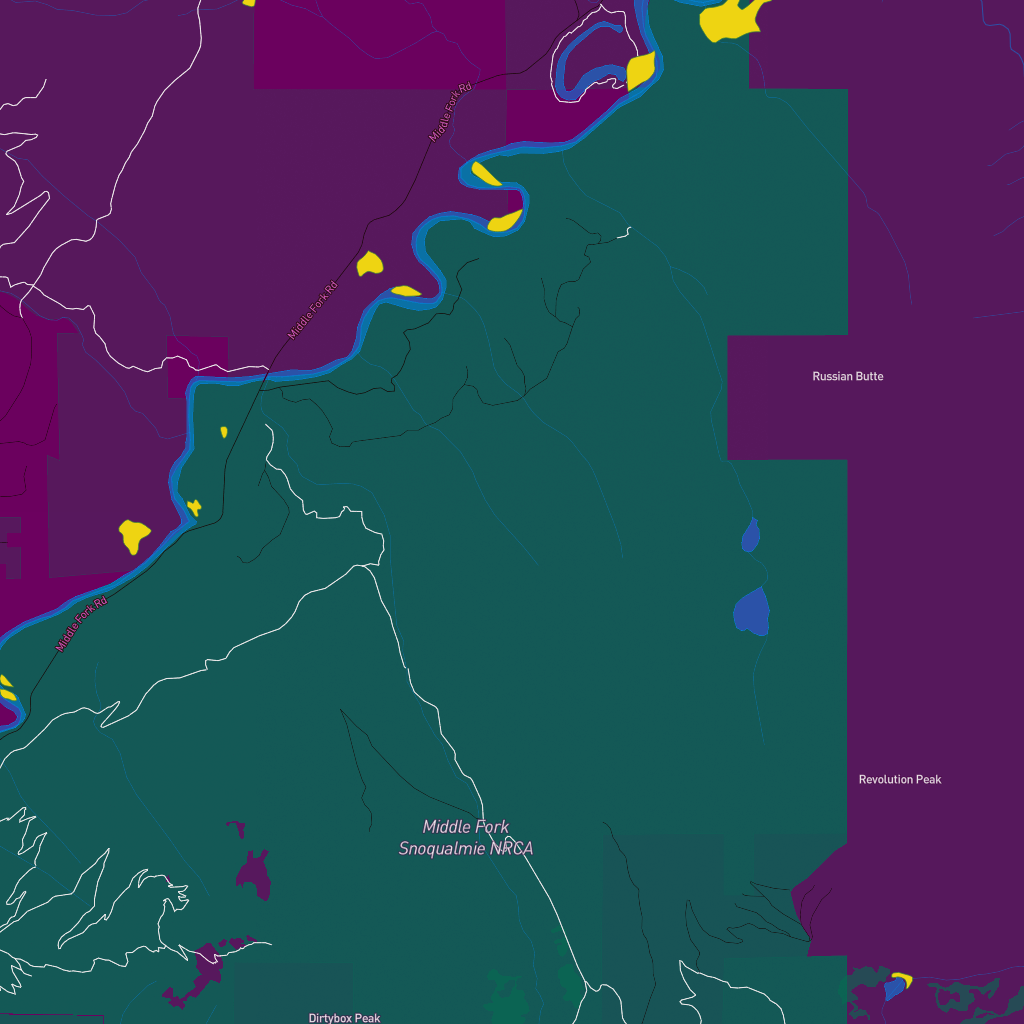 Middle Fork Rd
Middle Fork Rd
Russian Butte
Middle Fork Rd
Revolution Peak
Middle Fork
Snoqualmie NRCA
Dirtybox Peak